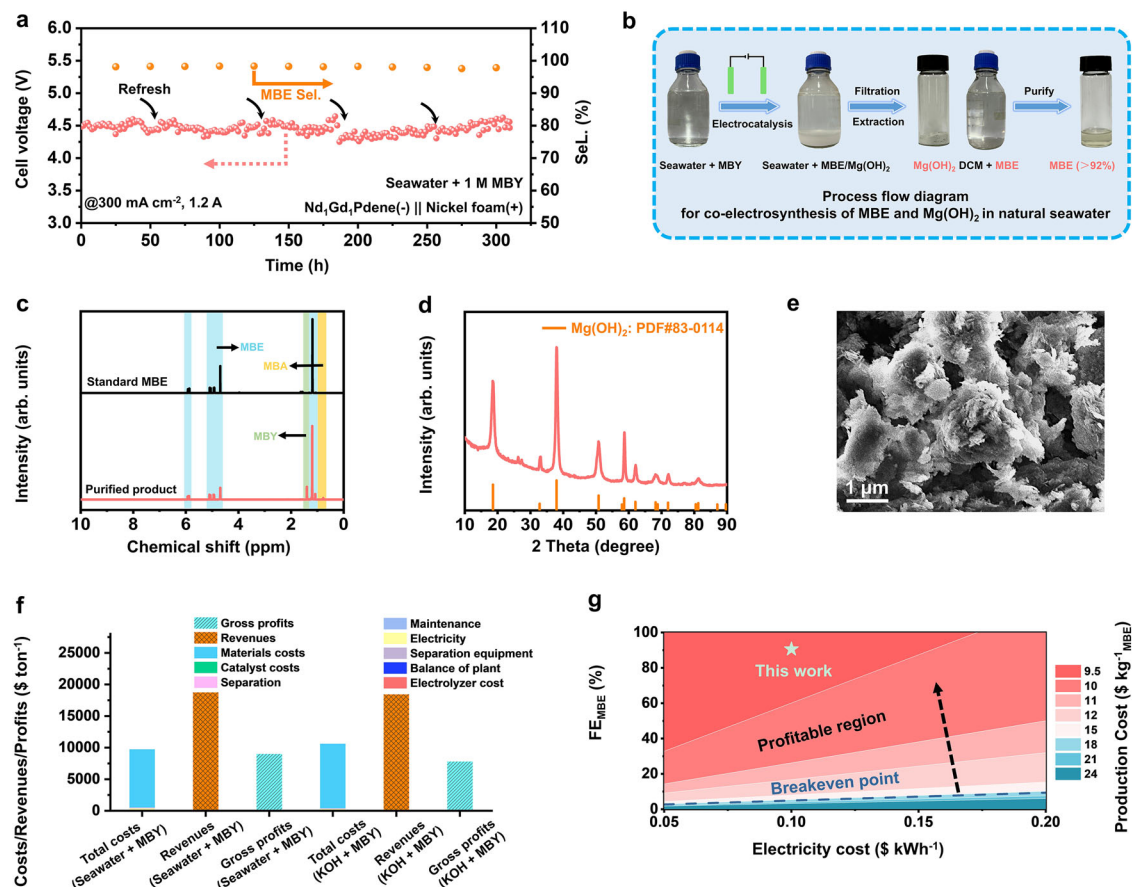 a
6.0
5.5
5.0
4.5
4.0
3.5
3.0
2.5
Cell voltage (V)
100
90
80
70
60
50
SeL. (%)
Refresh
MBE Sel.
Seawater + 1 M MBY
@300 mA cm⁻², 1.2 A
Nd₁Gd₁Pdene(-) || Nickel foam(+)
0 50 100 150 200 250 300
Time (h)
b
Electrocatalysis
Filtration
Extraction
Purify
Seawater + MBY
Seawater + MBE/Mg(OH)₂
Mg(OH)₂ DCM + MBE
MBE (>92%)
Process flow diagram
for co-electrosynthesis of MBE and Mg(OH)₂ in natural seawater
c
Intensity (arb. units)
MBE
MBA
Standard MBE
MBY
Purified product
10 8 6 4 2 0
Chemical shift (ppm)
d
Intensity (arb. units)
Mg(OH)₂: PDF#83-0114
10 20 30 40 50 60 70 80 90
2 Theta (degree)
e
1 μm
f
Costs/Revenues/Profits ($ ton⁻¹)
25000
20000
15000
10000
5000
0
Gross profits
Revenues
Materials costs
Catalyst costs
Separation
Maintenance
Electricity
Separation equipment
Balance of plant
Electrolyzer cost
Total costs
(Seawater + MBY)
Revenues
(Seawater + MBY)
Gross profits
(Seawater + MBY)
Total costs
(KOH + MBY)
Revenues
(KOH + MBY)
Gross profits
(KOH + MBY)
g
FE_MBE (%)
100
80
60
40
20
0
This work
Profitable region
Breakeven point
0.05 0.10 0.15 0.20
Electricity cost ($ kWh⁻¹)
9.5
10
11
12
15
18
21
24
Production Cost ($ kg⁻¹_MBE)